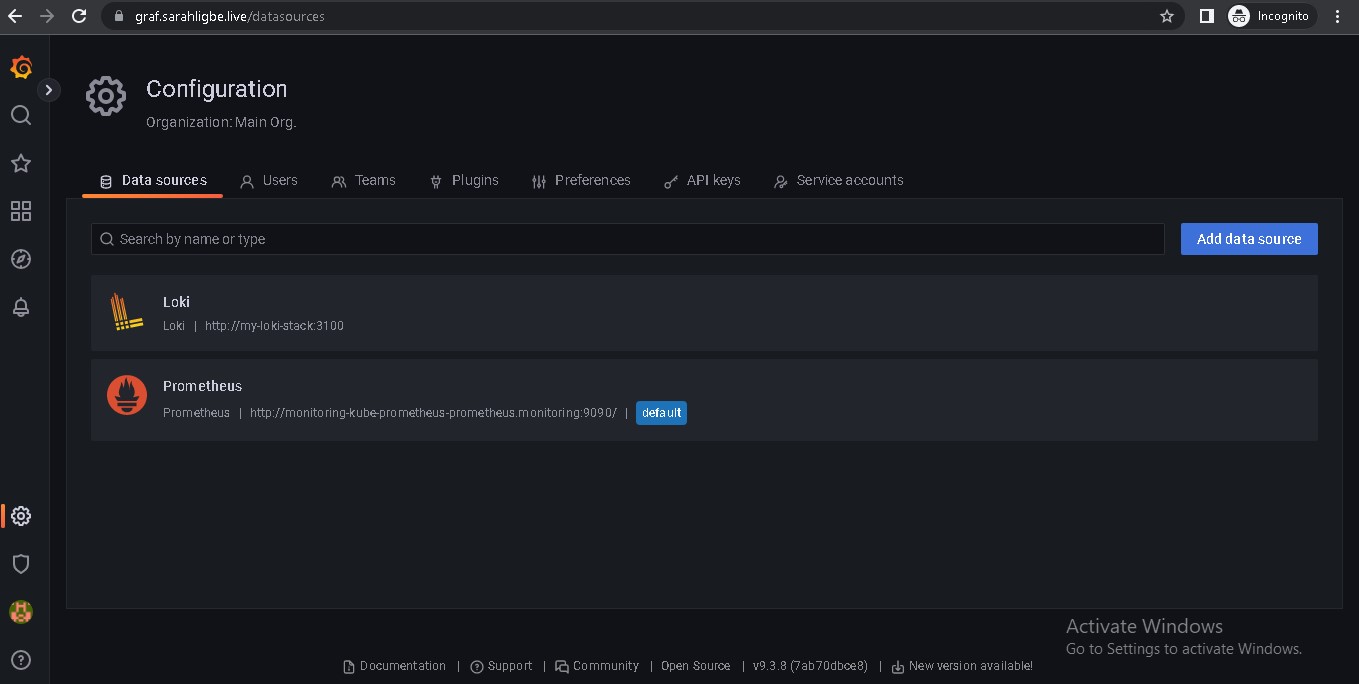 graf.sarahligbe.live/datasources
Incognito
Configuration
Organization: Main Org.
Data sources Users Teams Plugins Preferences API keys Service accounts
Search by name or type Add data source
Loki
Loki | http://my-loki-stack:3100
Prometheus
Prometheus | http://monitoring-kube-prometheus-prometheus.monitoring:9090/ | default
Activate Windows
Go to Settings to activate Windows.
Documentation | Support | Community | Open Source | v9.3.8 (7ab70dbce8) | New version available!